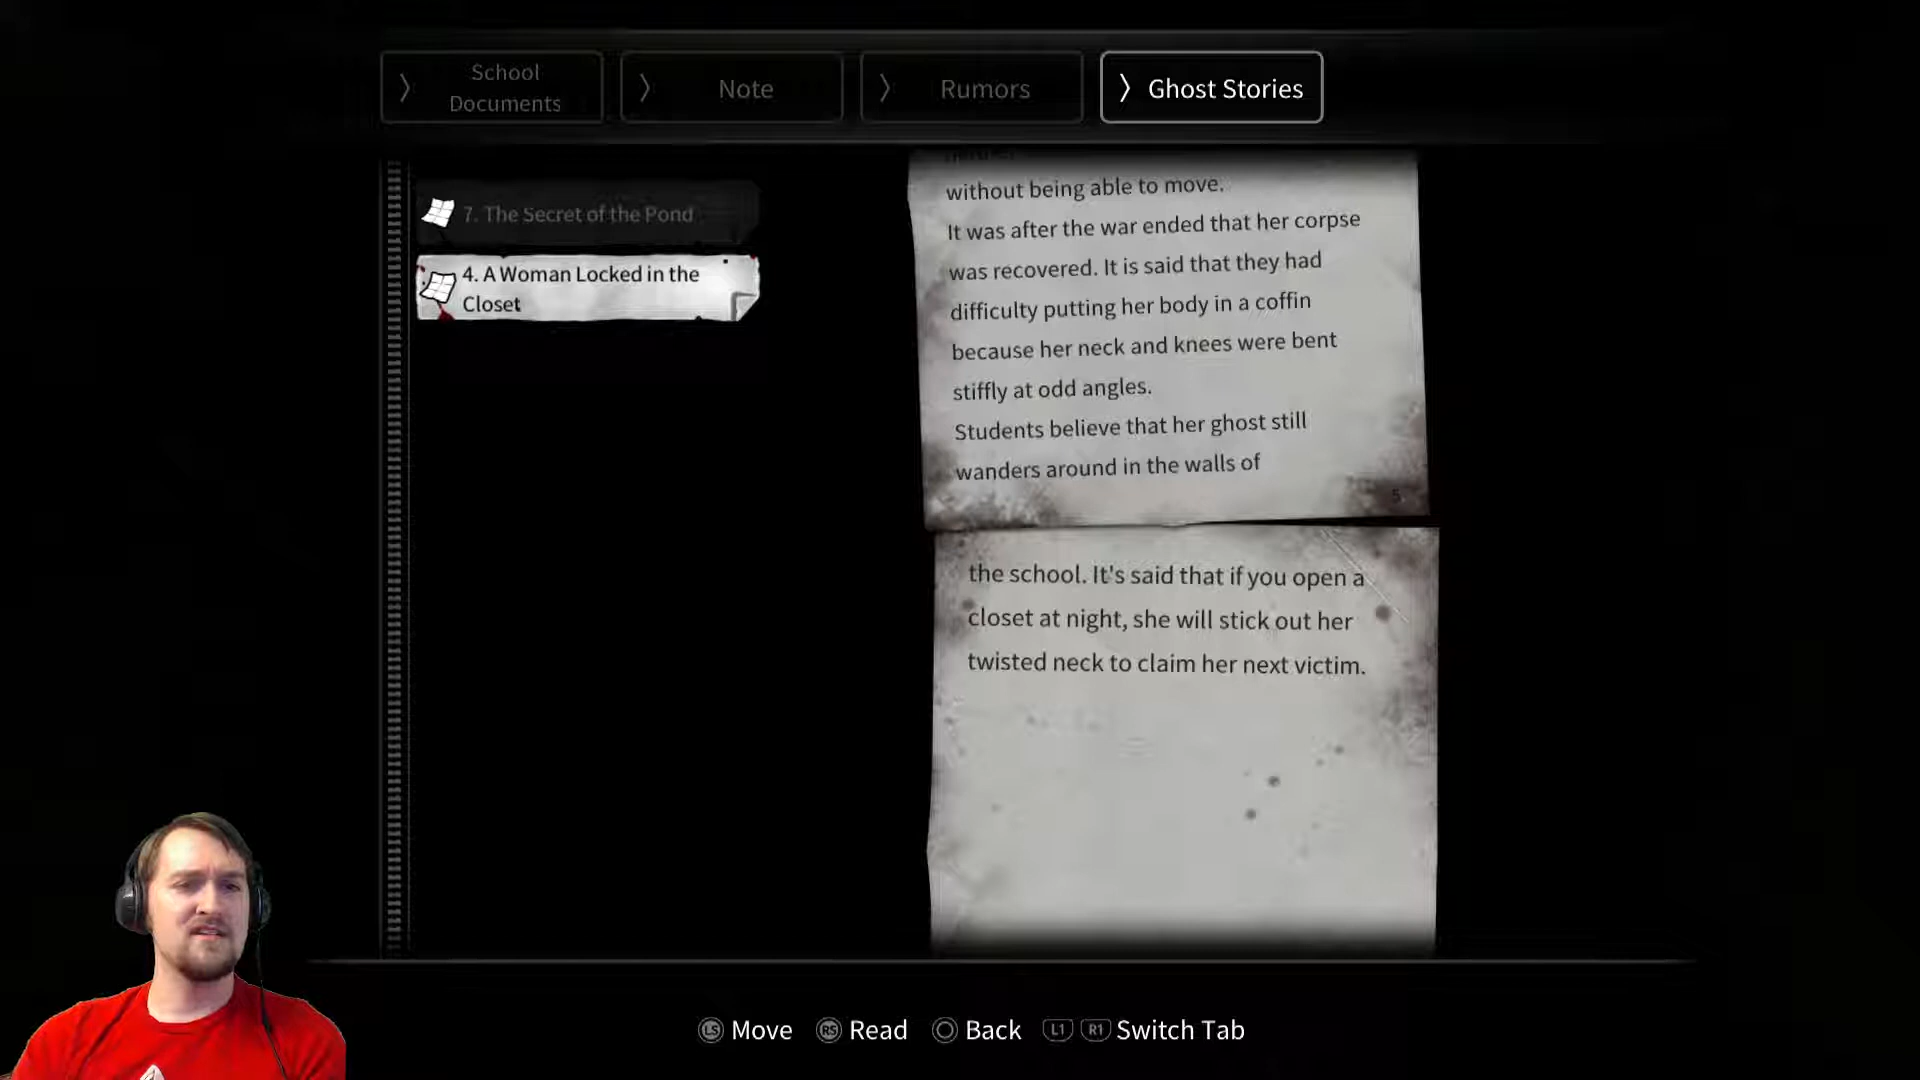 School
Documents
Note
Rumors
Ghost Stories
7. The Secret of the Pond
4. A Woman Locked in the
Closet
without being able to move.
It was after the war ended that her corpse
was recovered. It is said that they had
difficulty putting her body in a coffin
because her neck and knees were bent
stiffly at odd angles.
Students believe that her ghost still
wanders around in the walls of
5
the school. It's said that if you open a
closet at night, she will stick out her
twisted neck to claim her next victim.
LS Move RS Read Back L1 R1 Switch Tab